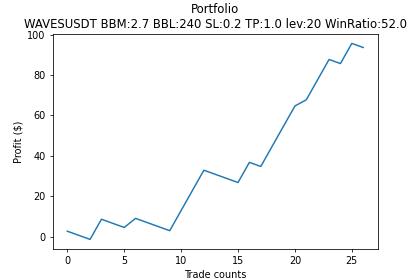 Portfolio
WAVESUSDT BBM:2.7 BBL:240 SL:0.2 TP:1.0 lev:20 WinRatio:52.0
100
80
60
40
20
0
Profit ($)
0 5 10 15 20 25
Trade counts